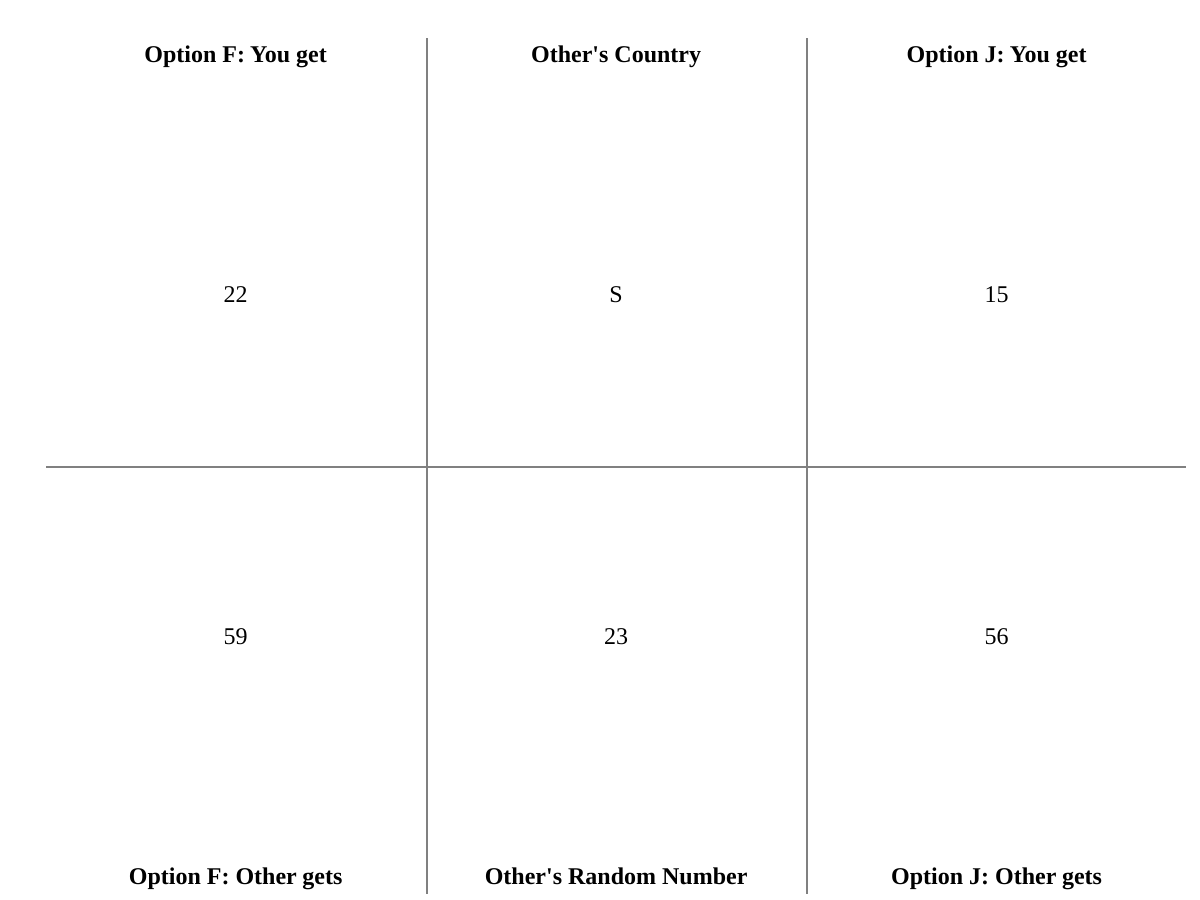 Option F: You get
Other's Country
Option J: You get
22
S
15
59
23
56
Option F: Other gets
Other's Random Number
Option J: Other gets